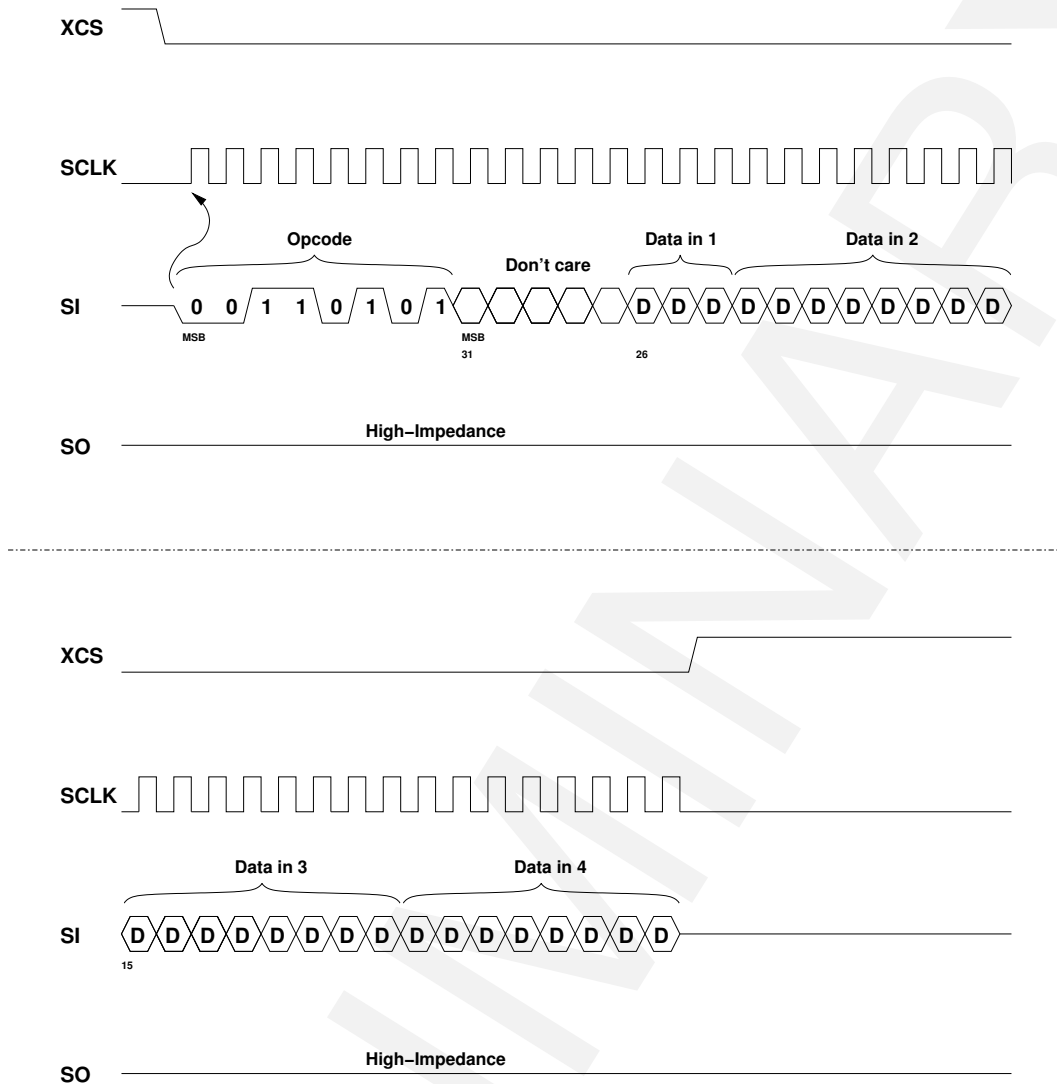 XCS
SCLK
Opcode
Data in 1
Data in 2
Don't care
SI
0 0 1 1 0 1 0 1 D D D D D D D D D D D
MSB
MSB
31
26
High−Impedance
SO
XCS
SCLK
Data in 3
Data in 4
SI
D D D D D D D D D D D D D D D D
15
High−Impedance
SO